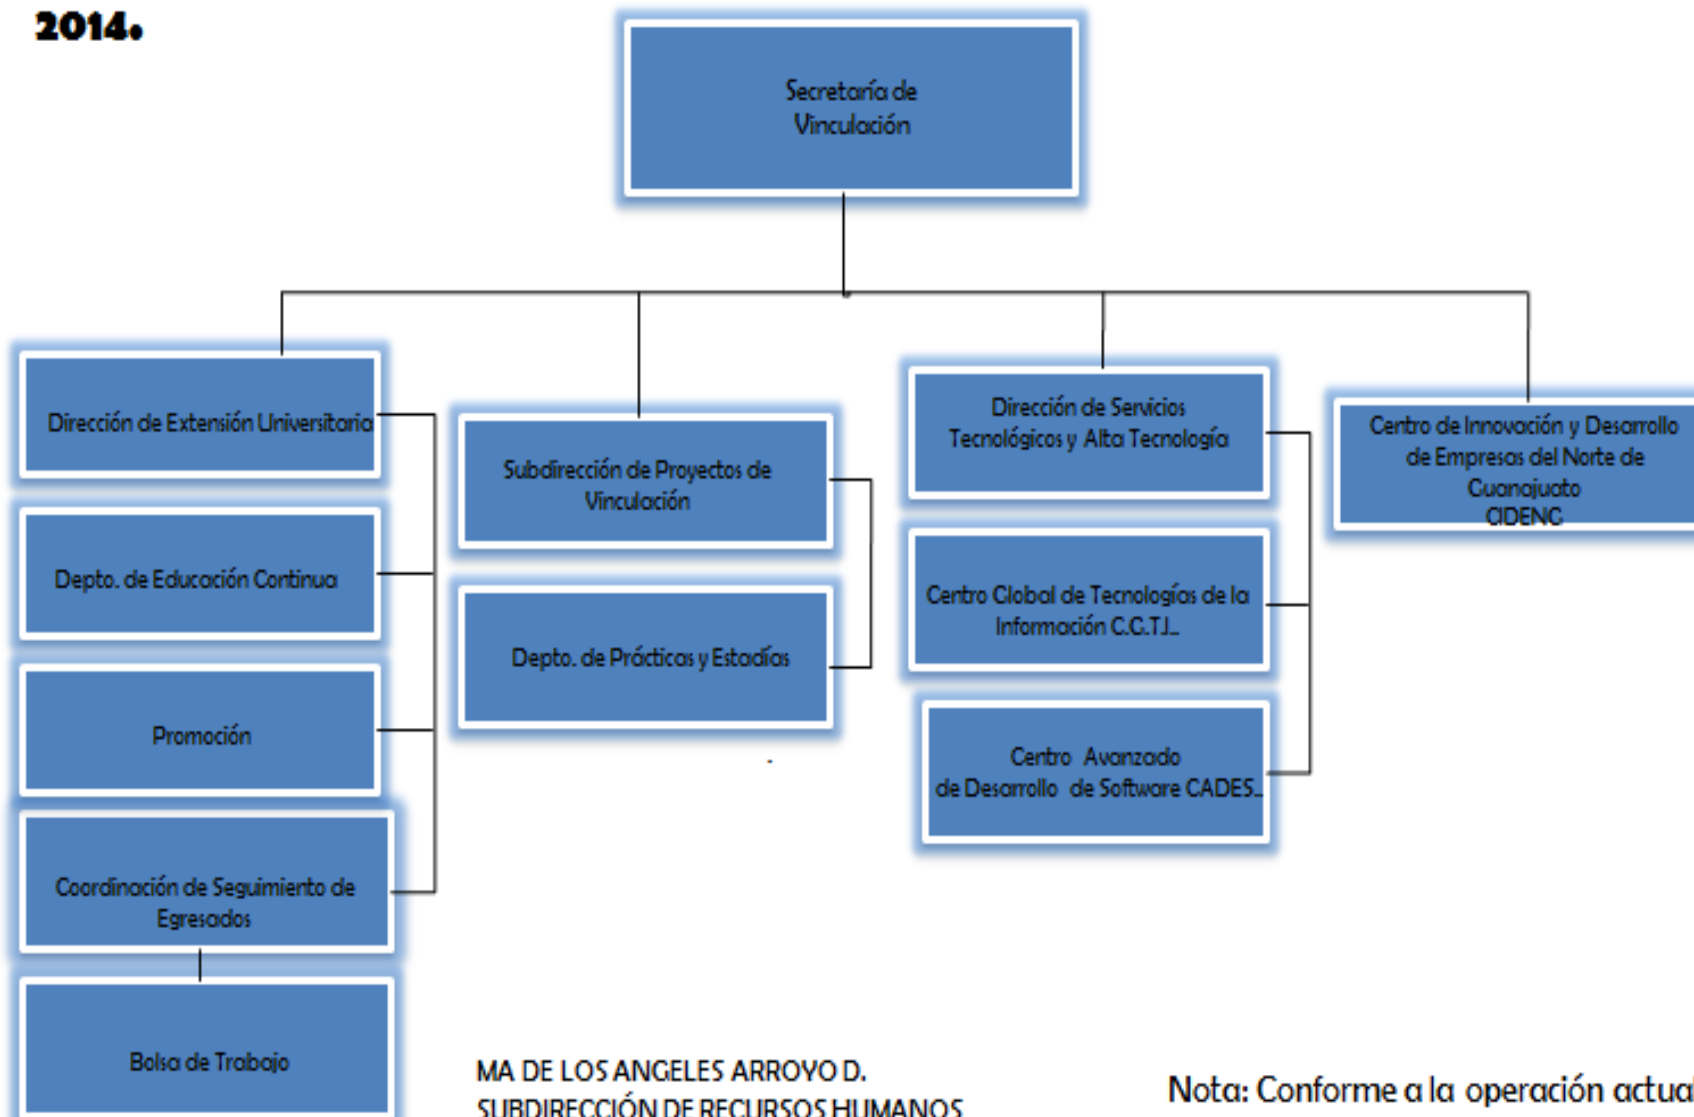 2014.
Secretaría de
Vinculación
Dirección de Extensión Universitaria
Depto. de Educación Continua
Promoción
Coordinación de Seguimiento de
Egresados
Bolsa de Trabajo
Subdirección de Proyectos de
Vinculación
Depto. de Prácticas y Estadías
Dirección de Servicios
Tecnológicos y Alta Tecnología
Centro Global de Tecnologías de la
Información C.G.T.I..
Centro Avanzado
de Desarrollo de Software CADES..
Centro de Innovación y Desarrollo
de Empresas del Norte de
Guanajuato
CIDENG
MA DE LOS ANGELES ARROYO D.
SUBDIRECCIÓN DE RECURSOS HUMANOS
Nota: Conforme a la operación actual